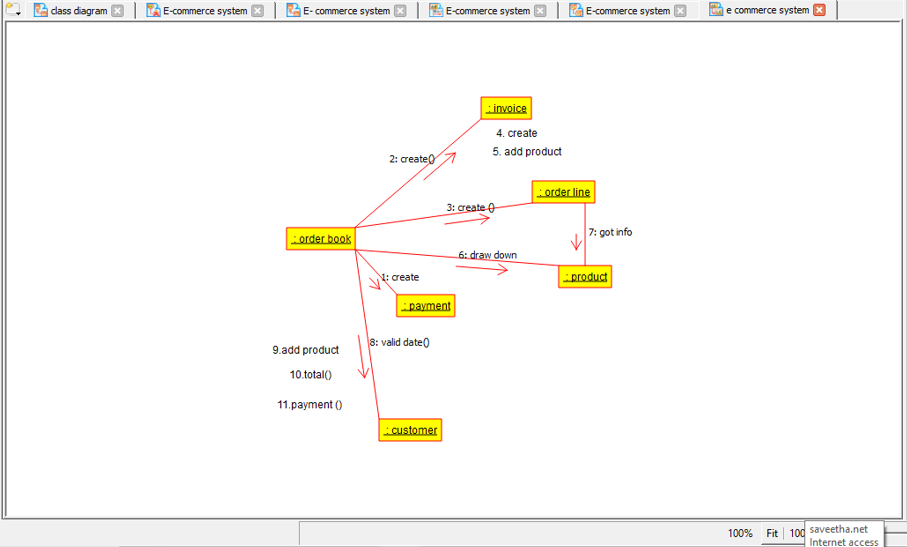 class diagram
E-commerce system
E- commerce system
E-commerce system
E-commerce system
e commerce system
: invoice
4. create
5. add product
2: create()
: order line
3: create ()
7: got info
: order book
6: draw down
: product
1: create
: payment
8: valid date()
9.add product
10.total()
11.payment ()
: customer
100%
Fit
100
saveetha.net
Internet access